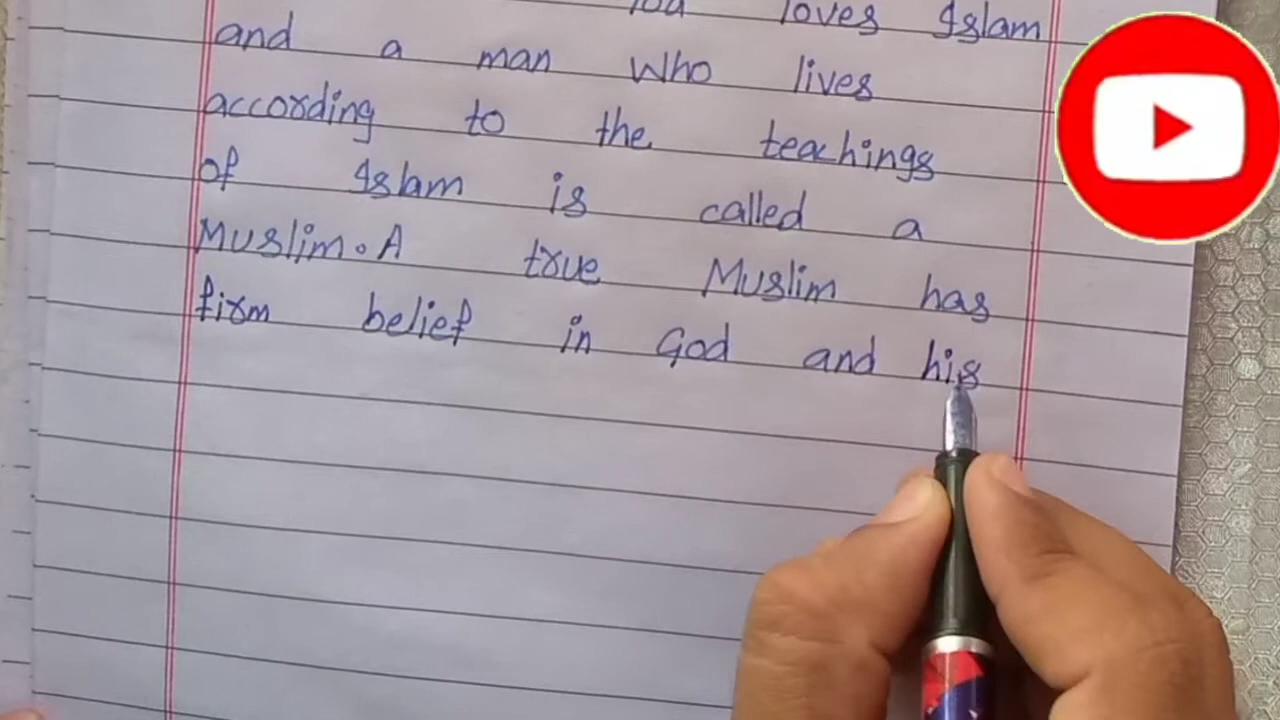 loves Islam
and a man who lives
according to the teachings
of Islam is called a
Muslim. A true Muslim has
firm belief in God and his